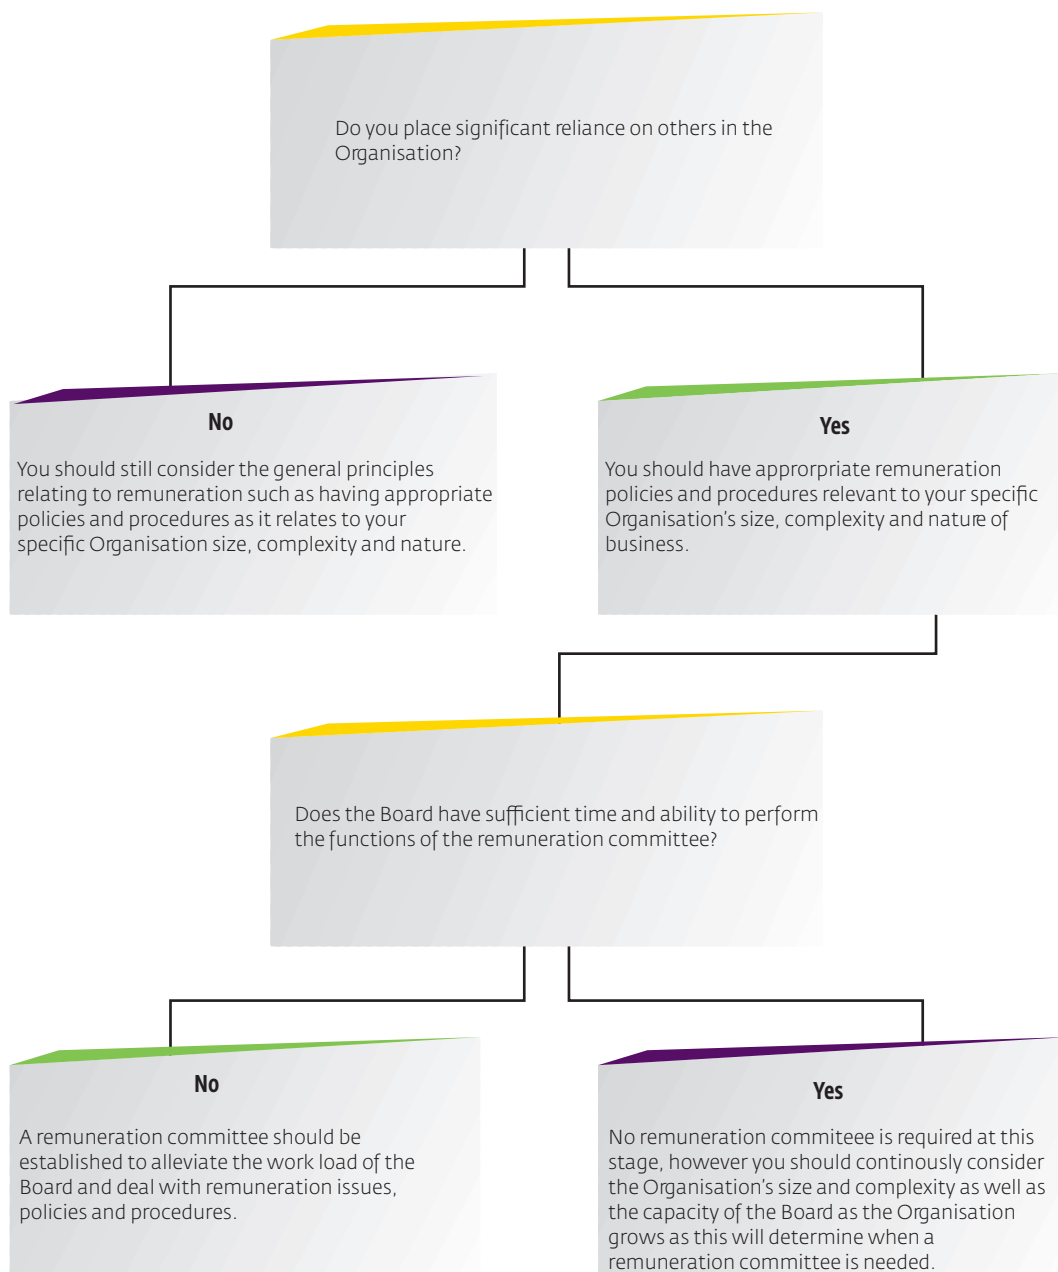 Do you place significant reliance on others in the
Organisation?
No
You should still consider the general principles
relating to remuneration such as having appropriate
policies and procedures as it relates to your
specific Organisation size, complexity and nature.
Yes
You should have approrpriate remuneration
policies and procedures relevant to your specific
Organisation's size, complexity and nature of
business.
Does the Board have sufficient time and ability to perform
the functions of the remuneration committee?
No
A remuneration committee should be
established to alleviate the work load of the
Board and deal with remuneration issues,
policies and procedures.
Yes
No remuneration commiteee is required at this
stage, however you should continously consider
the Organisation's size and complexity as well as
the capacity of the Board as the Organisation
grows as this will determine when a
remuneration committee is needed.